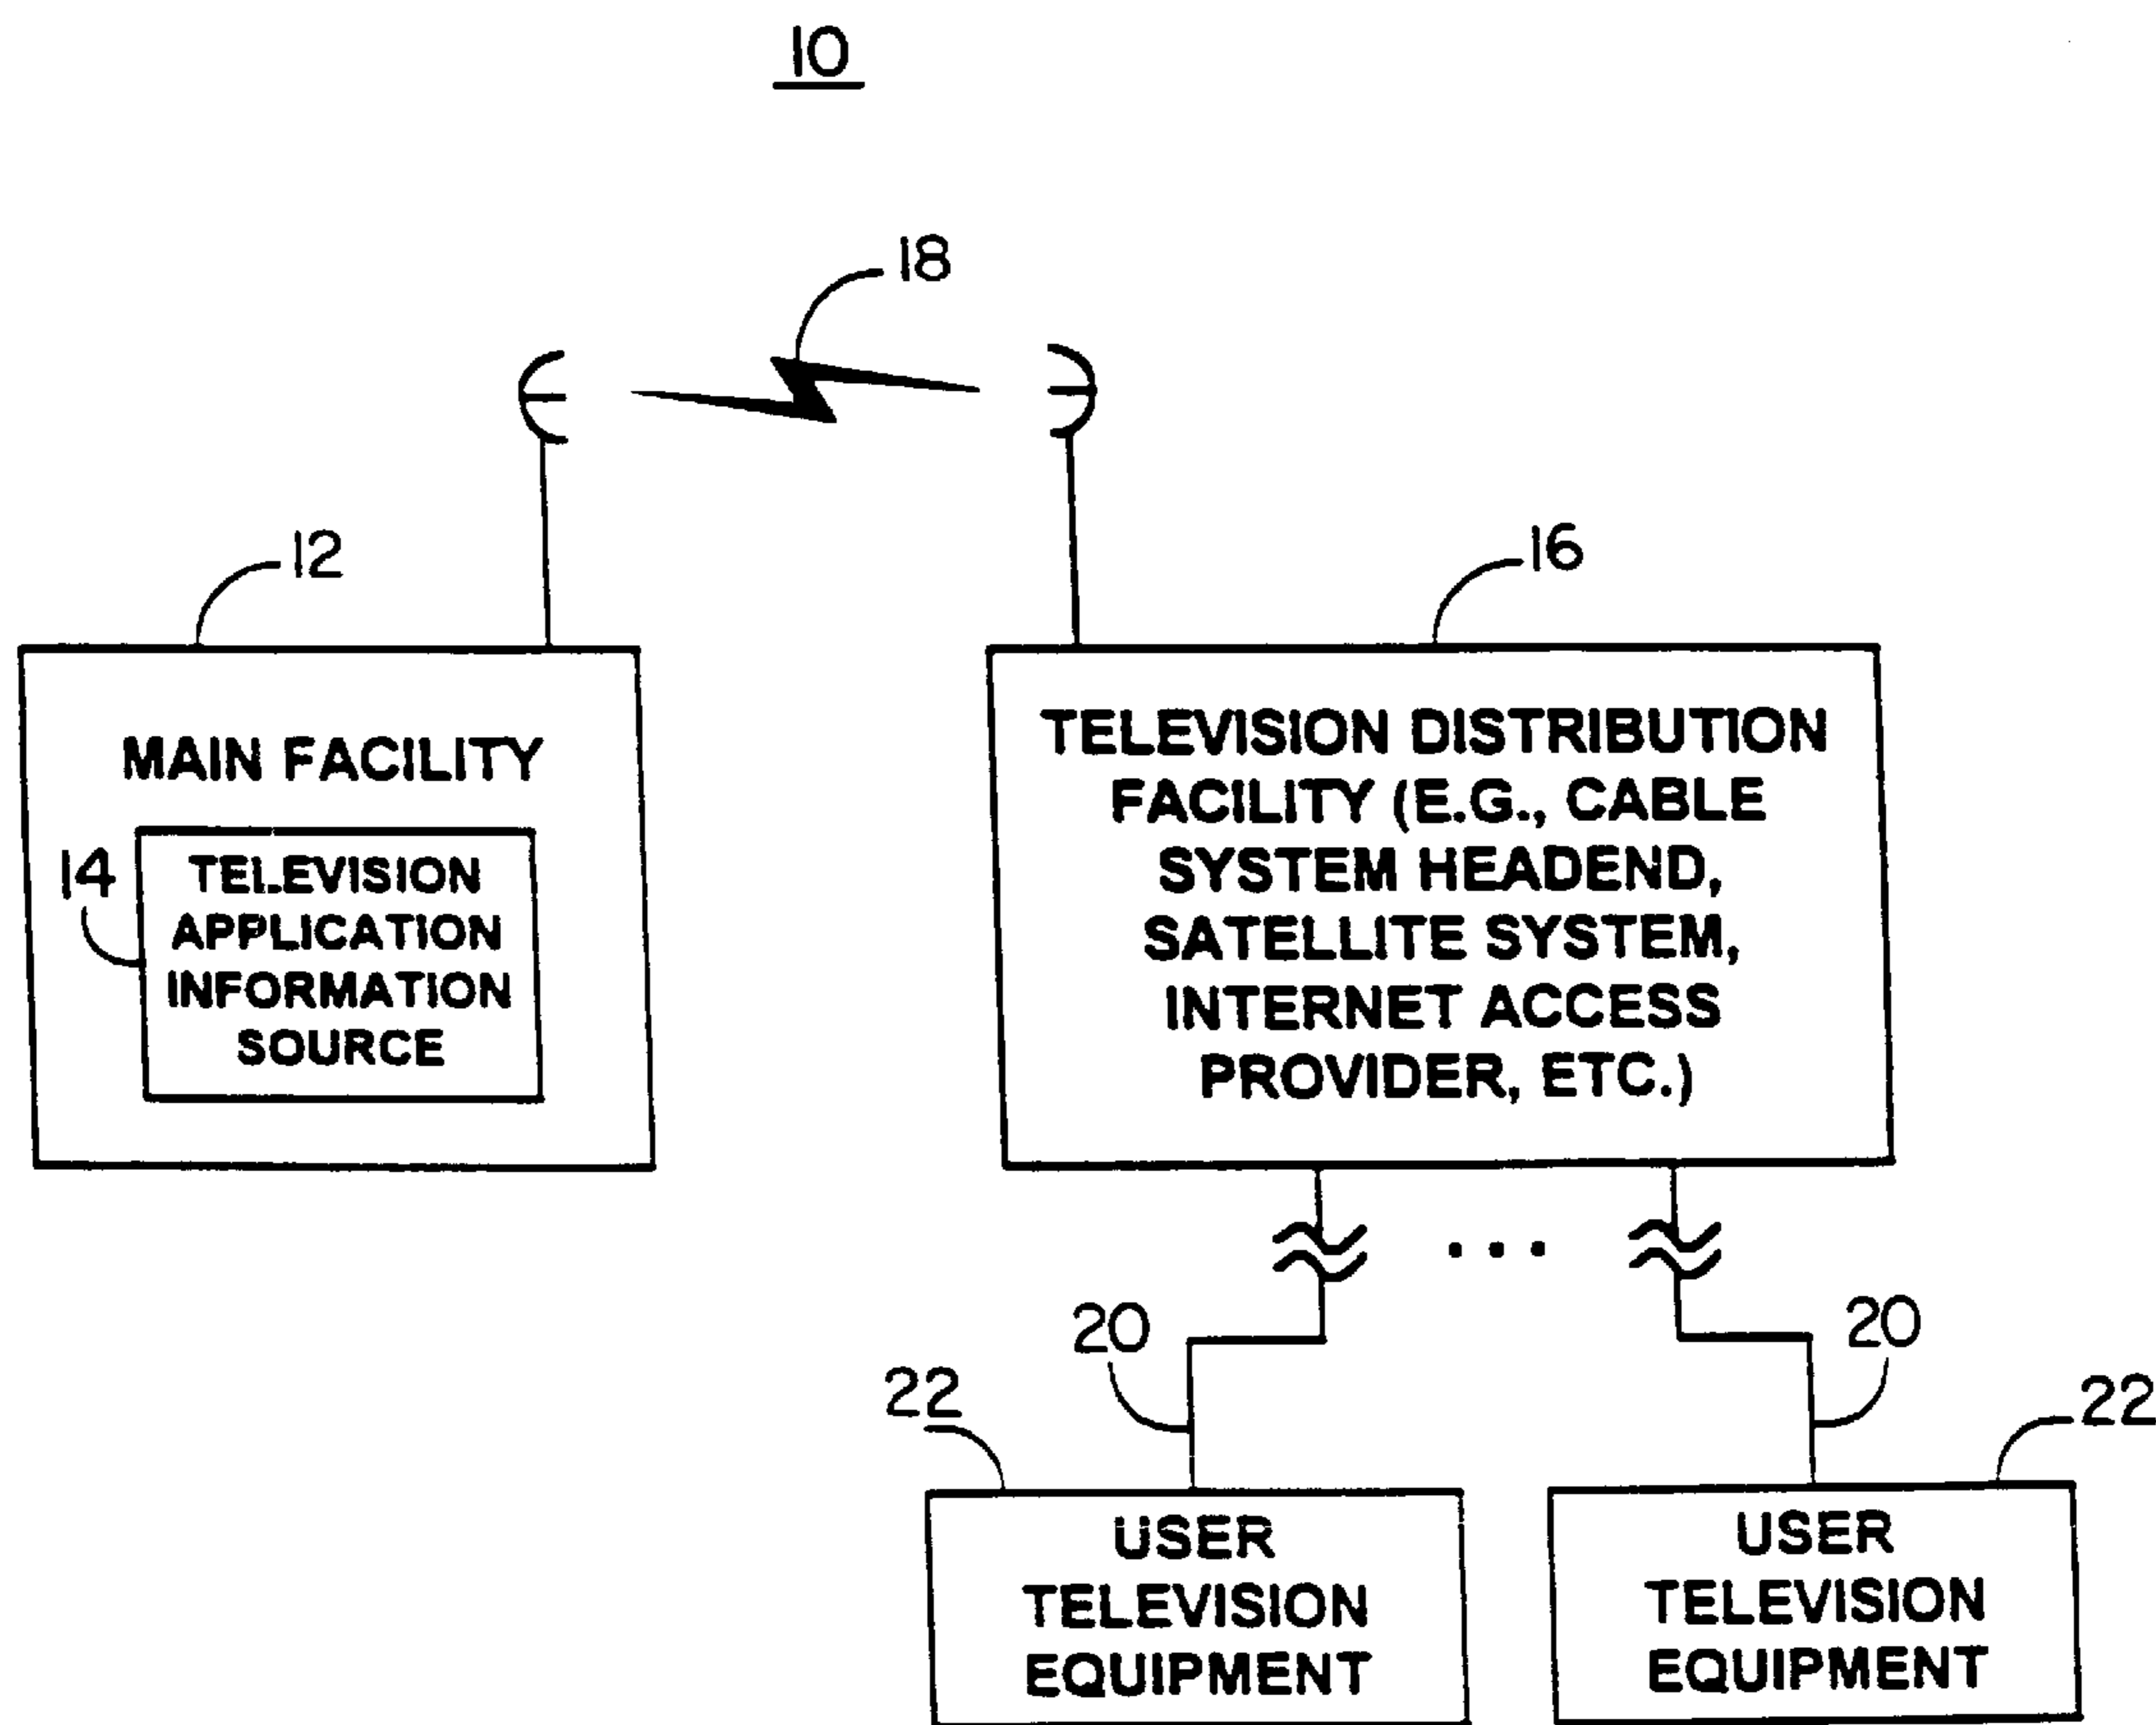 10
18
12
16
MAIN FACILITY
14
TELEVISION
APPLICATION
INFORMATION
SOURCE
TELEVISION DISTRIBUTION
FACILITY (E.G., CABLE
SYSTEM HEADEND,
SATELLITE SYSTEM,
INTERNET ACCESS
PROVIDER, ETC.)
20
20
22
22
USER
TELEVISION
EQUIPMENT
USER
TELEVISION
EQUIPMENT